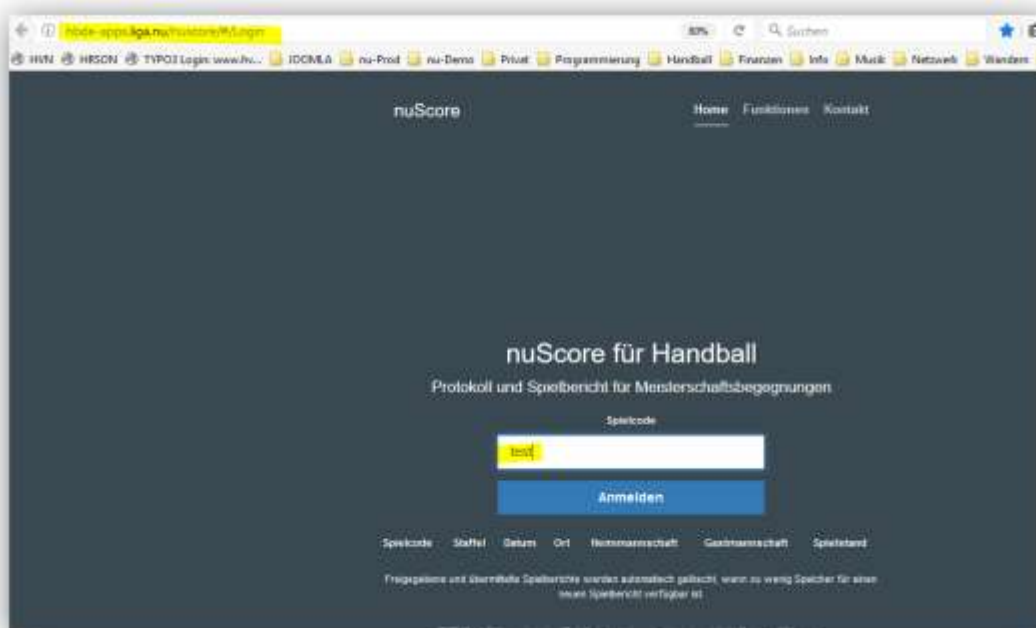 hbde-apps.liga.nu/nuscore/#/Login 80% Suchen
HVN HRSON TYPO3 Login: www.hv... JOOMLA nu-Prod nu-Demo Privat Programmierung Handball Finanzen Info Musik Netzwerk Wandern
nuScore Home Funktionen Kontakt
nuScore für Handball
Protokoll und Spielbericht für Meisterschaftsbegegnungen
Spielcode
test
Anmelden
Spielcode Staffel Datum Ort Heimmannschaft Gastmannschaft Spielstand
Freigegebene und übermittelte Spielberichte werden automatisch gelöscht, wenn zu wenig Speicher für einen
neuen Spielbericht verfügbar ist.